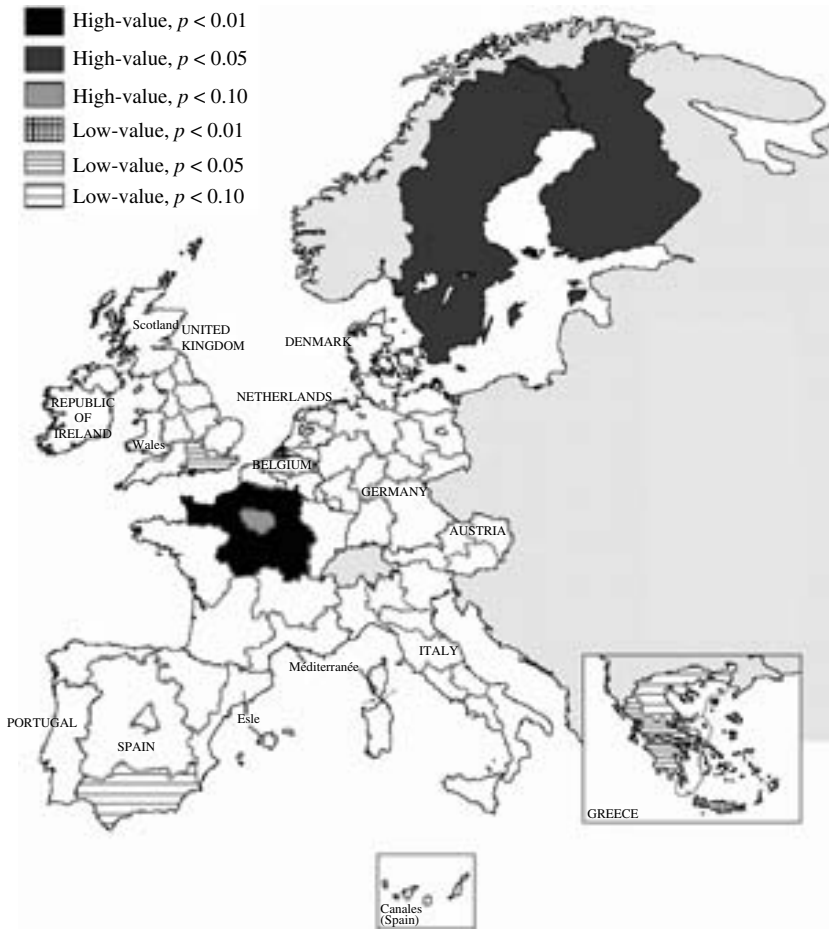 High-value, p < 0.01
High-value, p < 0.05
High-value, p < 0.10
Low-value, p < 0.01
Low-value, p < 0.05
Low-value, p < 0.10
Scotland
UNITED
KINGDOM
DENMARK
NETHERLANDS
REPUBLIC
OF
IRELAND
Wales
BELGIUM
GERMANY
AUSTRIA
ITALY
Méditerranée
Esle
PORTUGAL
SPAIN
GREECE
Canales
(Spain)